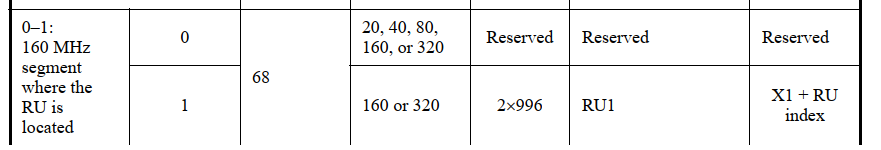 0–1:
160 MHz
segment
where the
RU is
located
0
68
20, 40, 80,
160, or 320
Reserved
Reserved
Reserved
1
160 or 320
2×996
RU1
X1 + RU
index